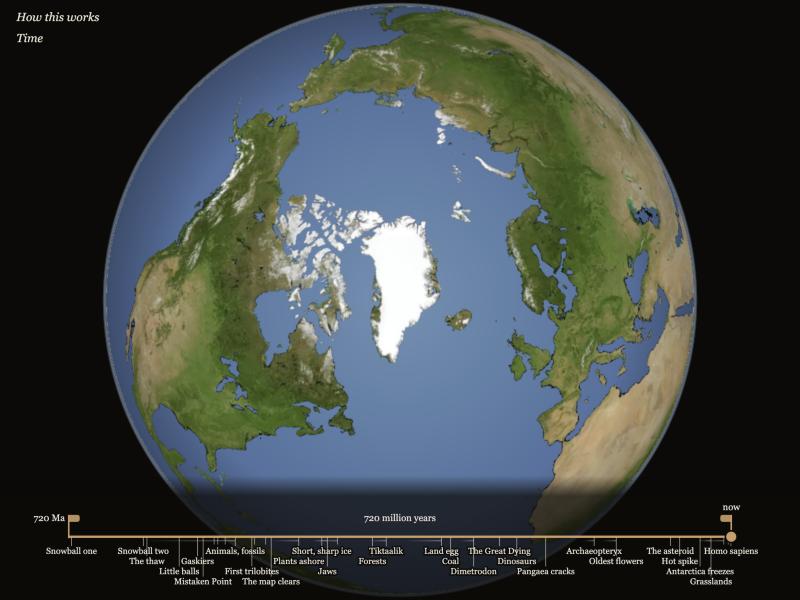 How this works
Time
now
720 Ma
720 million years
Snowball one
Snowball two
Animals, fossils
Short, sharp ice
Tiktaalik
Land egg
The Great Dying
Archaeopteryx
The asteroid
Homo sapiens
The thaw
Gaskiers
Plants ashore
Forests
Coal
Dinosaurs
Oldest flowers
Hot spike
Little balls
First trilobites
Jaws
Dimetrodon
Pangaea cracks
Antarctica freezes
Mistaken Point
The map clears
Grasslands